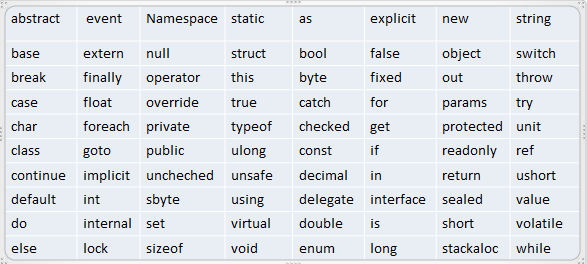 abstract event Namespace static as explicit new string
base extern null struct bool false object switch
break finally operator this byte fixed out throw
case float override true catch for params try
char foreach private typeof checked get protected unit
class goto public ulong const if readonly ref
continue implicit uncheched unsafe decimal in return ushort
default int sbyte using delegate interface sealed value
do internal set virtual double is short volatile
else lock sizeof void enum long stackaloc while